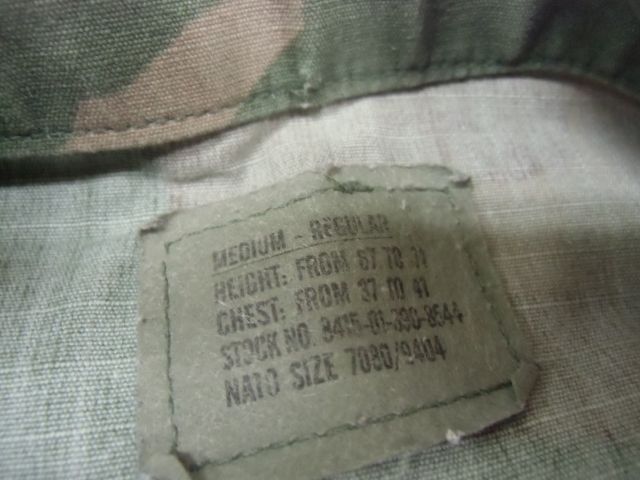 MEDIUM - REGULAR
HEIGHT: FROM 67 TO 71
CHEST: FROM 37 TO 41
STOCK NO. 8415-01-390-8544
NATO SIZE 7080/9404